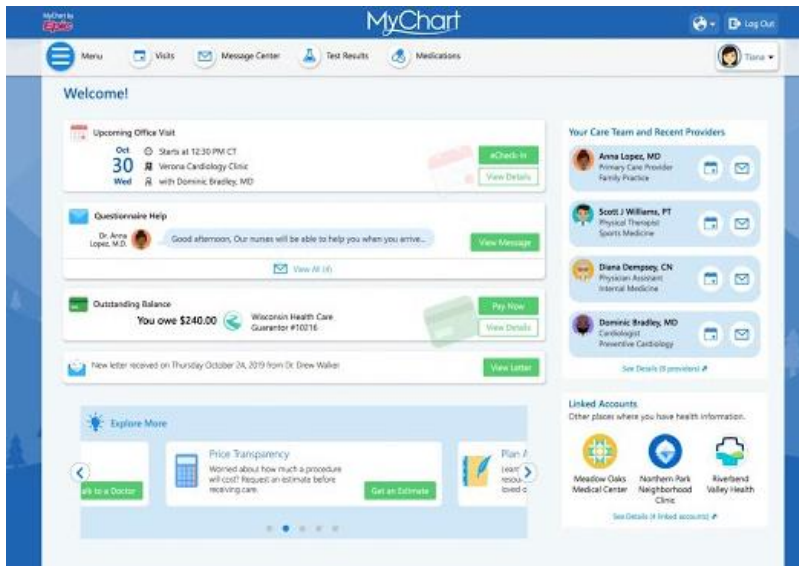 MyChart by
Epic
MyChart
Log Out
Menu
Visits
Message Center
Test Results
Medications
Tiana
Welcome!
Upcoming Office Visit
Oct
30
Wed
Starts at 12:30 PM CT
Verona Cardiology Clinic
with Dominic Bradley, MD
eCheck-In
View Details
Questionnaire Help
Dr. Anna
Lopez, M.D.
Good afternoon, Our nurses will be able to help you when you arrive...
View Message
View All (4)
Outstanding Balance
You owe $240.00
Wisconsin Health Care
Guarantor #10216
Pay Now
View Details
New letter received on Thursday October 24, 2019 from Dr. Drew Walker
View Letter
Explore More
alk to a Doctor
Price Transparency
Worried about how much a procedure
will cost? Request an estimate before
receiving care.
Get an Estimate
Plan A
Learn
resou
loved o
Your Care Team and Recent Providers
Anna Lopez, MD
Primary Care Provider
Family Practice
Scott J Williams, PT
Physical Therapist
Sports Medicine
Diana Dempsey, CN
Physician Assistant
Internal Medicine
Dominic Bradley, MD
Cardiologist
Preventive Cardiology
See Details (9 providers)
Linked Accounts
Other places where you have health information.
Meadow Oaks
Medical Center
Northern Park
Neighborhood
Clinic
Riverbend
Valley Health
See Details (4 linked accounts)